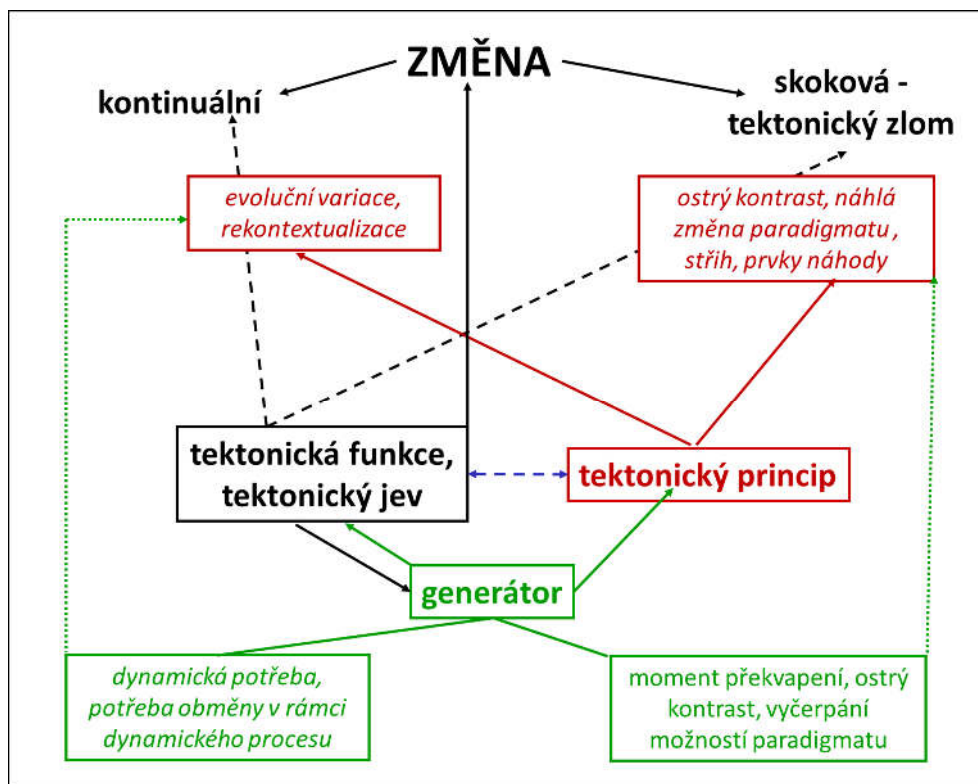 ZMĚNA
kontinuální
skoková -
tektonický zlom
evoluční variace,
rekontextualizace
ostrý kontrast, náhlá
změna paradigmatu ,
střih, prvky náhody
tektonická funkce,
tektonický jev
tektonický princip
generátor
dynamická potřeba,
potřeba obměny v rámci
dynamického procesu
moment překvapení, ostrý
kontrast, vyčerpání
možností paradigmatu